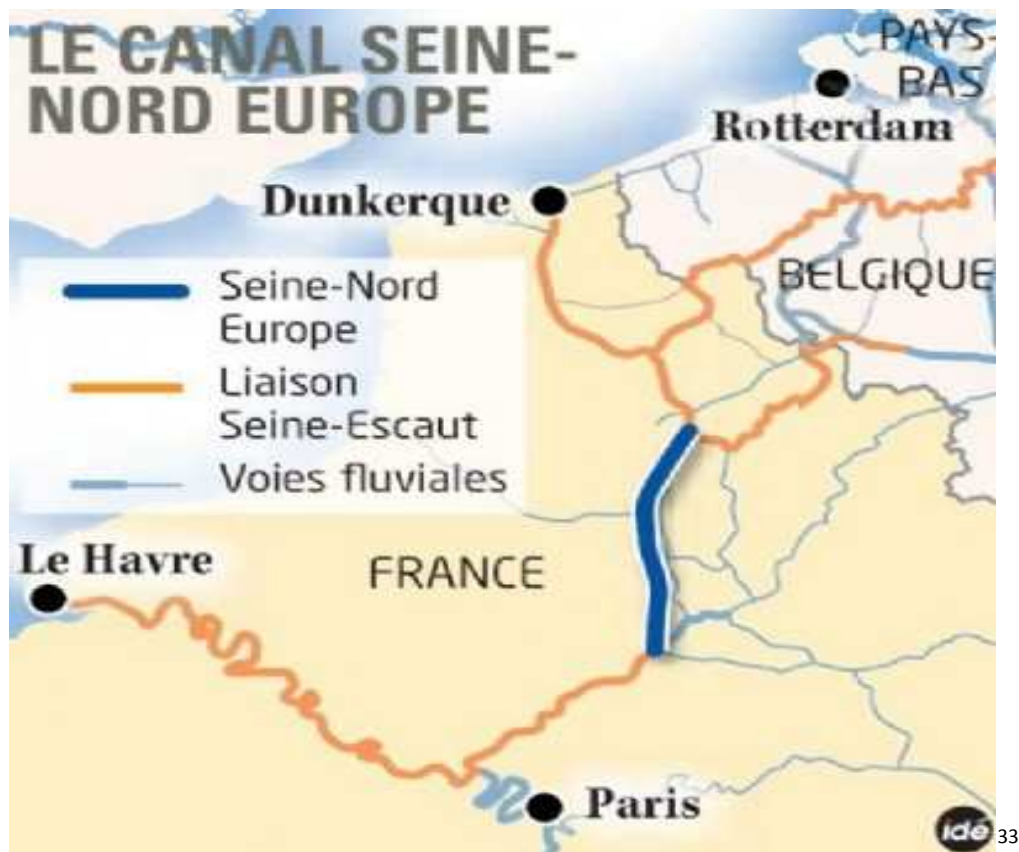 LE CANAL SEINE-
NORD EUROPE
PAYS-
BAS
Rotterdam
Dunkerque
BELGIQUE
Seine-Nord
Europe
Liaison
Seine-Escaut
Voies fluviales
Le Havre
FRANCE
Paris
idé
33